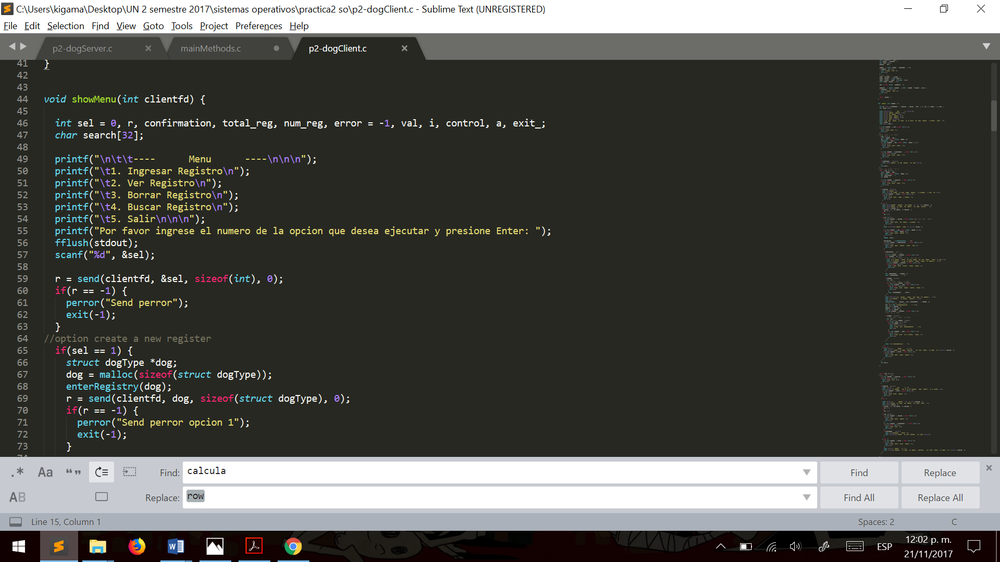 C:\Users\kigama\Desktop\UN 2 semestre 2017\sistemas operativos\practica2 so\p2-dogClient.c - Sublime Text (UNREGISTERED)
File Edit Selection Find View Goto Tools Project Preferences Help
p2-dogServer.c mainMethods.c p2-dogClient.c
41 }
42
43
44 void showMenu(int clientfd) {
45
46 int sel = 0, r, confirmation, total_reg, num_reg, error = -1, val, i, control, a, exit_;
47 char search[32];
48
49 printf("\n\t\t----      Menu      ----\n\n\n");
50 printf("\t1. Ingresar Registro\n");
51 printf("\t2. Ver Registro\n");
52 printf("\t3. Borrar Registro\n");
53 printf("\t4. Buscar Registro\n");
54 printf("\t5. Salir\n\n\n");
55 printf("Por favor ingrese el numero de la opcion que desea ejecutar y presione Enter: ");
56 fflush(stdout);
57 scanf("%d", &sel);
58
59 r = send(clientfd, &sel, sizeof(int), 0);
60 if(r == -1) {
61 perror("Send perror");
62 exit(-1);
63 }
64 //option create a new register
65 if(sel == 1) {
66 struct dogType *dog;
67 dog = malloc(sizeof(struct dogType));
68 enterRegistry(dog);
69 r = send(clientfd, dog, sizeof(struct dogType), 0);
70 if(r == -1) {
71 perror("Send perror opcion 1");
72 exit(-1);
73 }
.* Aa “” Find: calcula Find Replace
AB Replace: row Find All Replace All
Line 15, Column 1 Spaces: 2 C
ESP 12:02 p. m.
21/11/2017